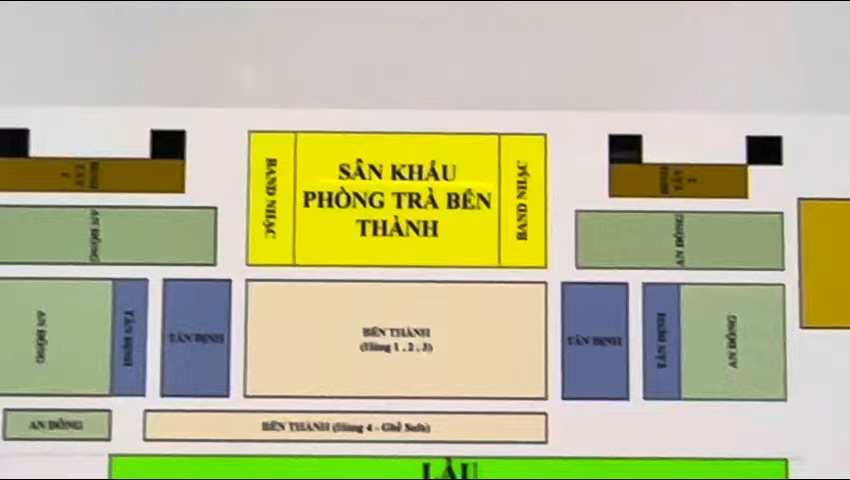 BAND NHẠC
SÂN KHẤU
PHÒNG TRÀ BẾN
THÀNH
BAND NHẠC
AN ĐÔNG
AN ĐÔNG
AN ĐÔNG
TÂN ĐỊNH
TÂN ĐỊNH
BẾN THÀNH
(Hàng 1 , 2 , 3)
TÂN ĐỊNH
AN ĐÔNG
AN ĐÔNG
BẾN THÀNH (Hàng 4 - Ghế Sofa)
LẦU